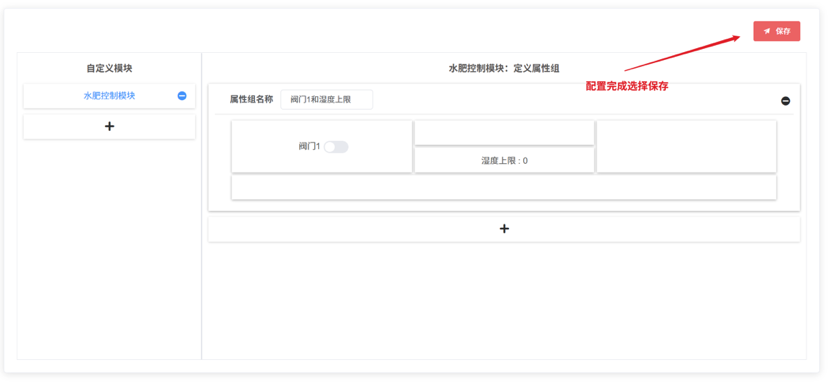 保存
自定义模块
水肥控制模块：定义属性组
配置完成选择保存
水肥控制模块
属性组名称
阀门1和湿度上限
阀门1
湿度上限 : 0